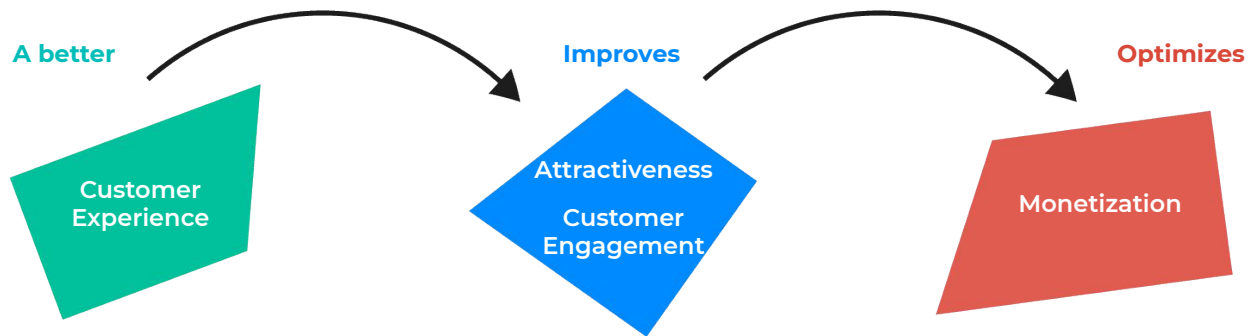 A better
Improves
Optimizes
Customer
Experience
Attractiveness
Customer
Engagement
Monetization